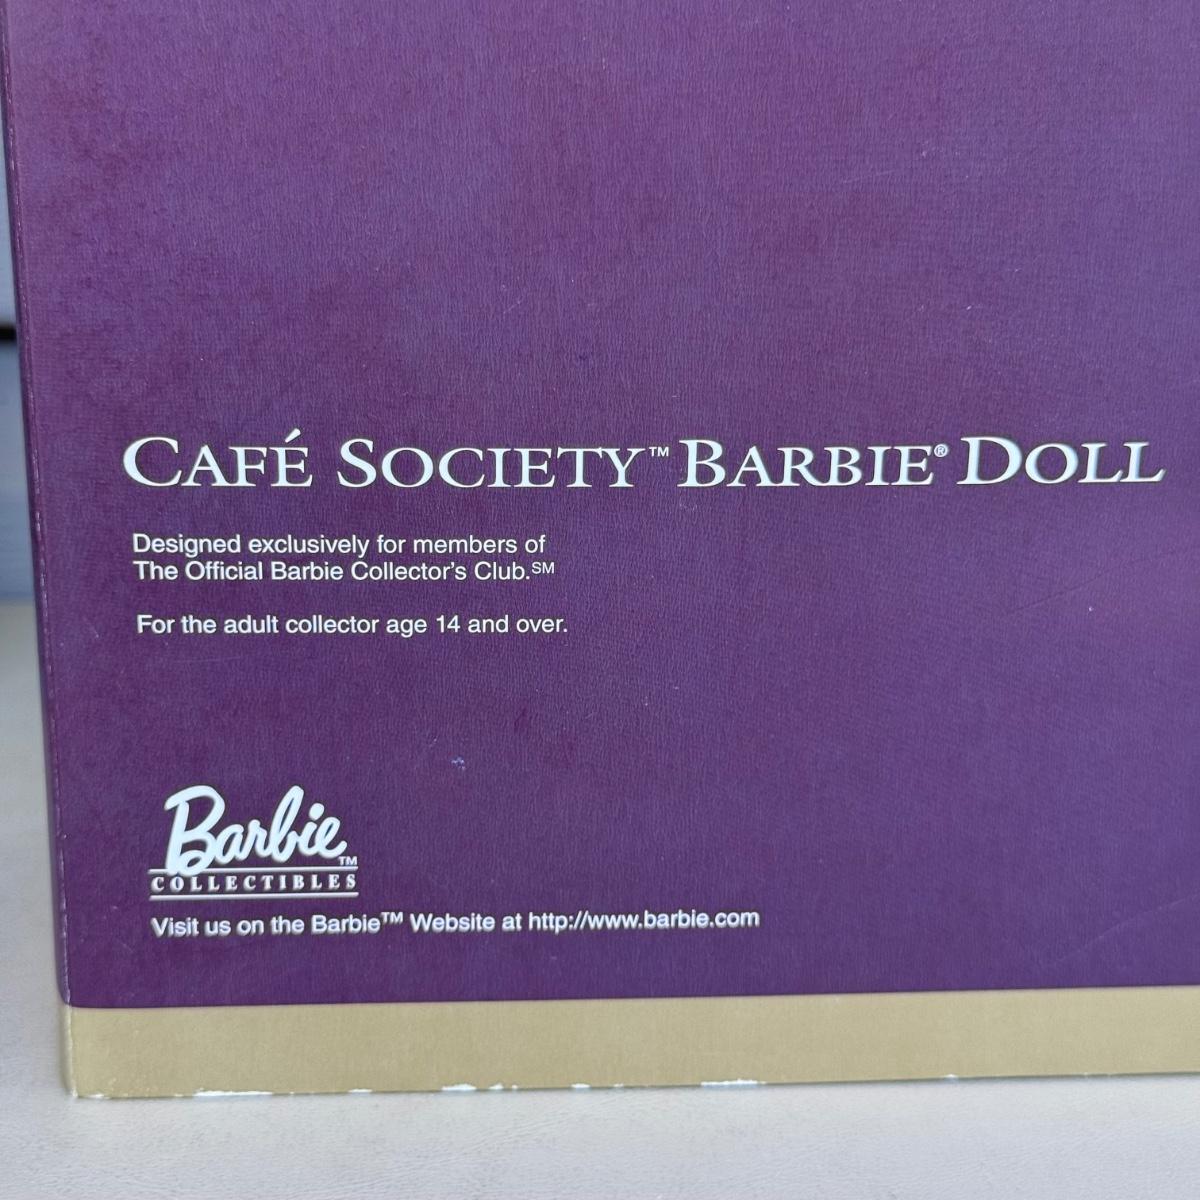 CAFÉ SOCIETY™ BARBIE® DOLL
Designed exclusively for members of
The Official Barbie Collector's Club.℠
For the adult collector age 14 and over.
Barbie™
COLLECTIBLES
Visit us on the Barbie™ Website at http://www.barbie.com